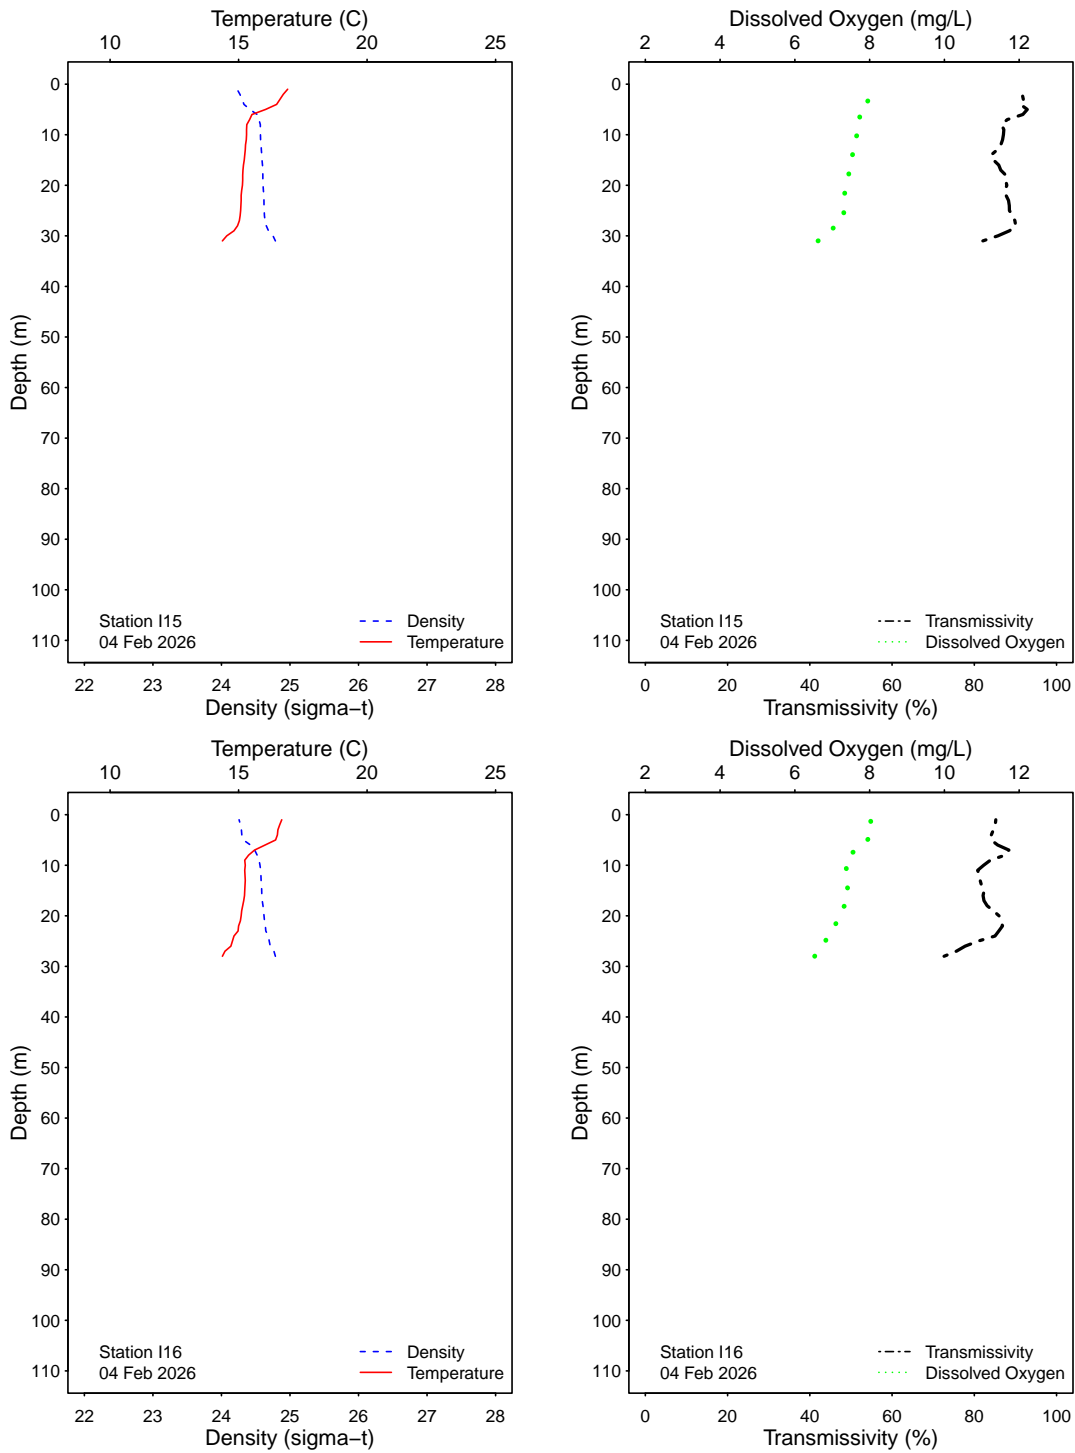 Temperature (C)
10 15 20 25
0
10
20
30
40
50
60
70
80
90
100
110
Depth (m)
Station I15
04 Feb 2026
Density
Temperature
22 23 24 25 26 27 28
Density (sigma−t)
Dissolved Oxygen (mg/L)
2 4 6 8 10 12
0
10
20
30
40
50
60
70
80
90
100
110
Depth (m)
Station I15
04 Feb 2026
Transmissivity
Dissolved Oxygen
0 20 40 60 80 100
Transmissivity (%)
Temperature (C)
10 15 20 25
0
10
20
30
40
50
60
70
80
90
100
110
Depth (m)
Station I16
04 Feb 2026
Density
Temperature
22 23 24 25 26 27 28
Density (sigma−t)
Dissolved Oxygen (mg/L)
2 4 6 8 10 12
0
10
20
30
40
50
60
70
80
90
100
110
Depth (m)
Station I16
04 Feb 2026
Transmissivity
Dissolved Oxygen
0 20 40 60 80 100
Transmissivity (%)